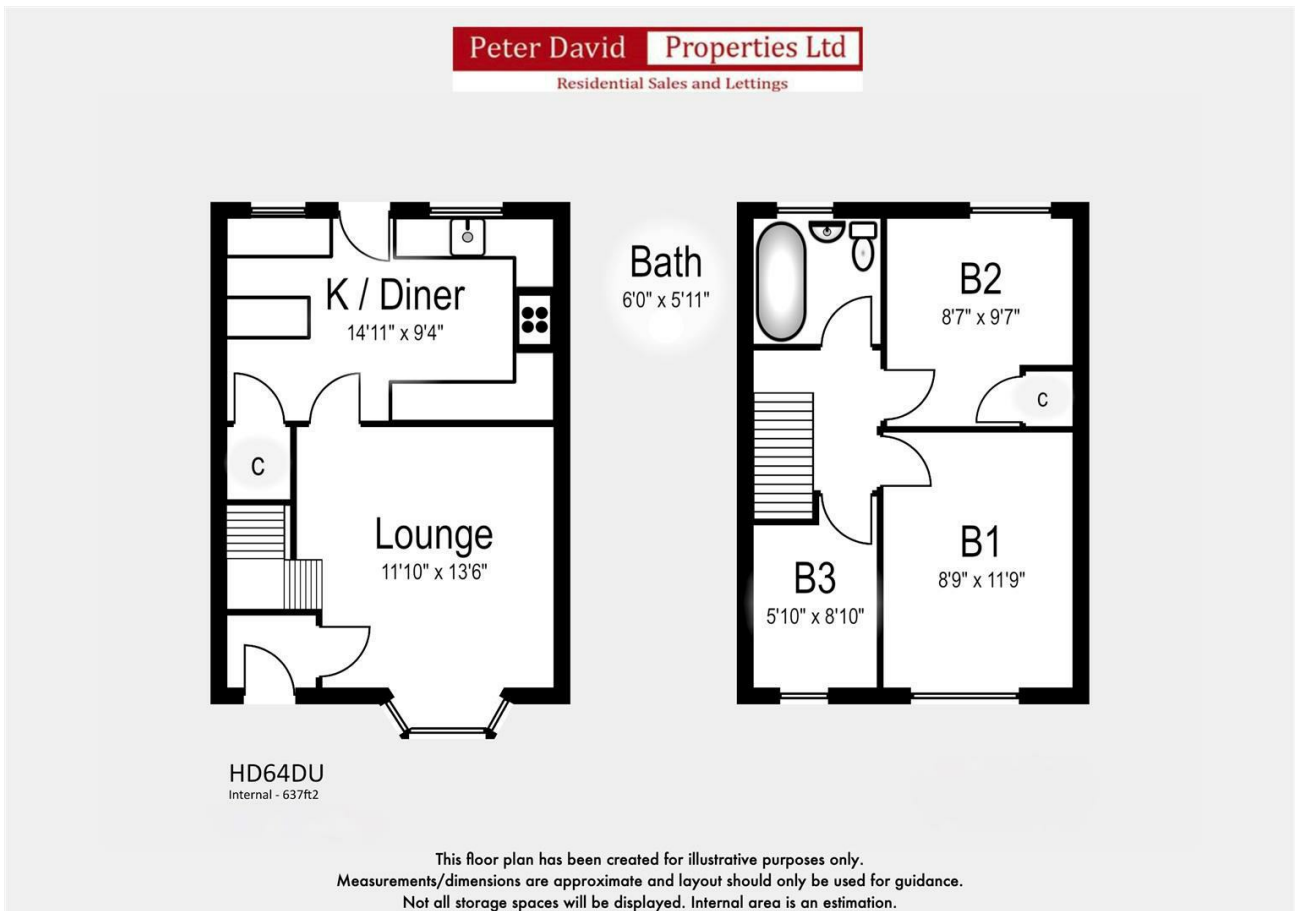 Peter David Properties Ltd
Residential Sales and Lettings
K / Diner
14'11" x 9'4"
C
Lounge
11'10" x 13'6"
Bath
6'0" x 5'11"
B2
8'7" x 9'7"
C
B1
8'9" x 11'9"
B3
5'10" x 8'10"
HD64DU
Internal - 637ft2
This floor plan has been created for illustrative purposes only.
Measurements/dimensions are approximate and layout should only be used for guidance.
Not all storage spaces will be displayed. Internal area is an estimation.